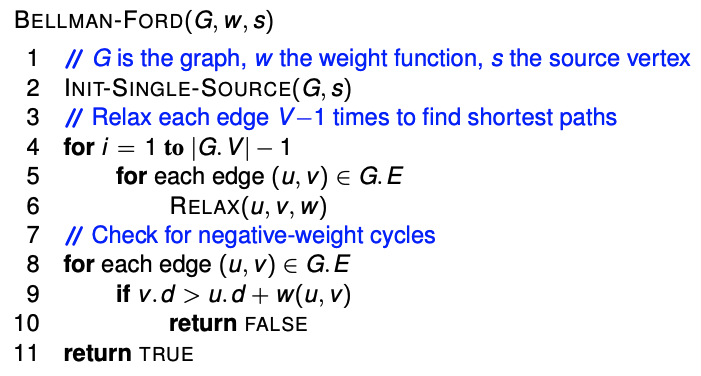 BELLMAN-FORD(G, w, s)
1 // G is the graph, w the weight function, s the source vertex
2 INIT-SINGLE-SOURCE(G, s)
3 // Relax each edge V−1 times to find shortest paths
4 for i = 1 to |G.V| − 1
5 for each edge (u, v) ∈ G.E
6 RELAX(u, v, w)
7 // Check for negative-weight cycles
8 for each edge (u, v) ∈ G.E
9 if v.d > u.d + w(u, v)
10 return FALSE
11 return TRUE